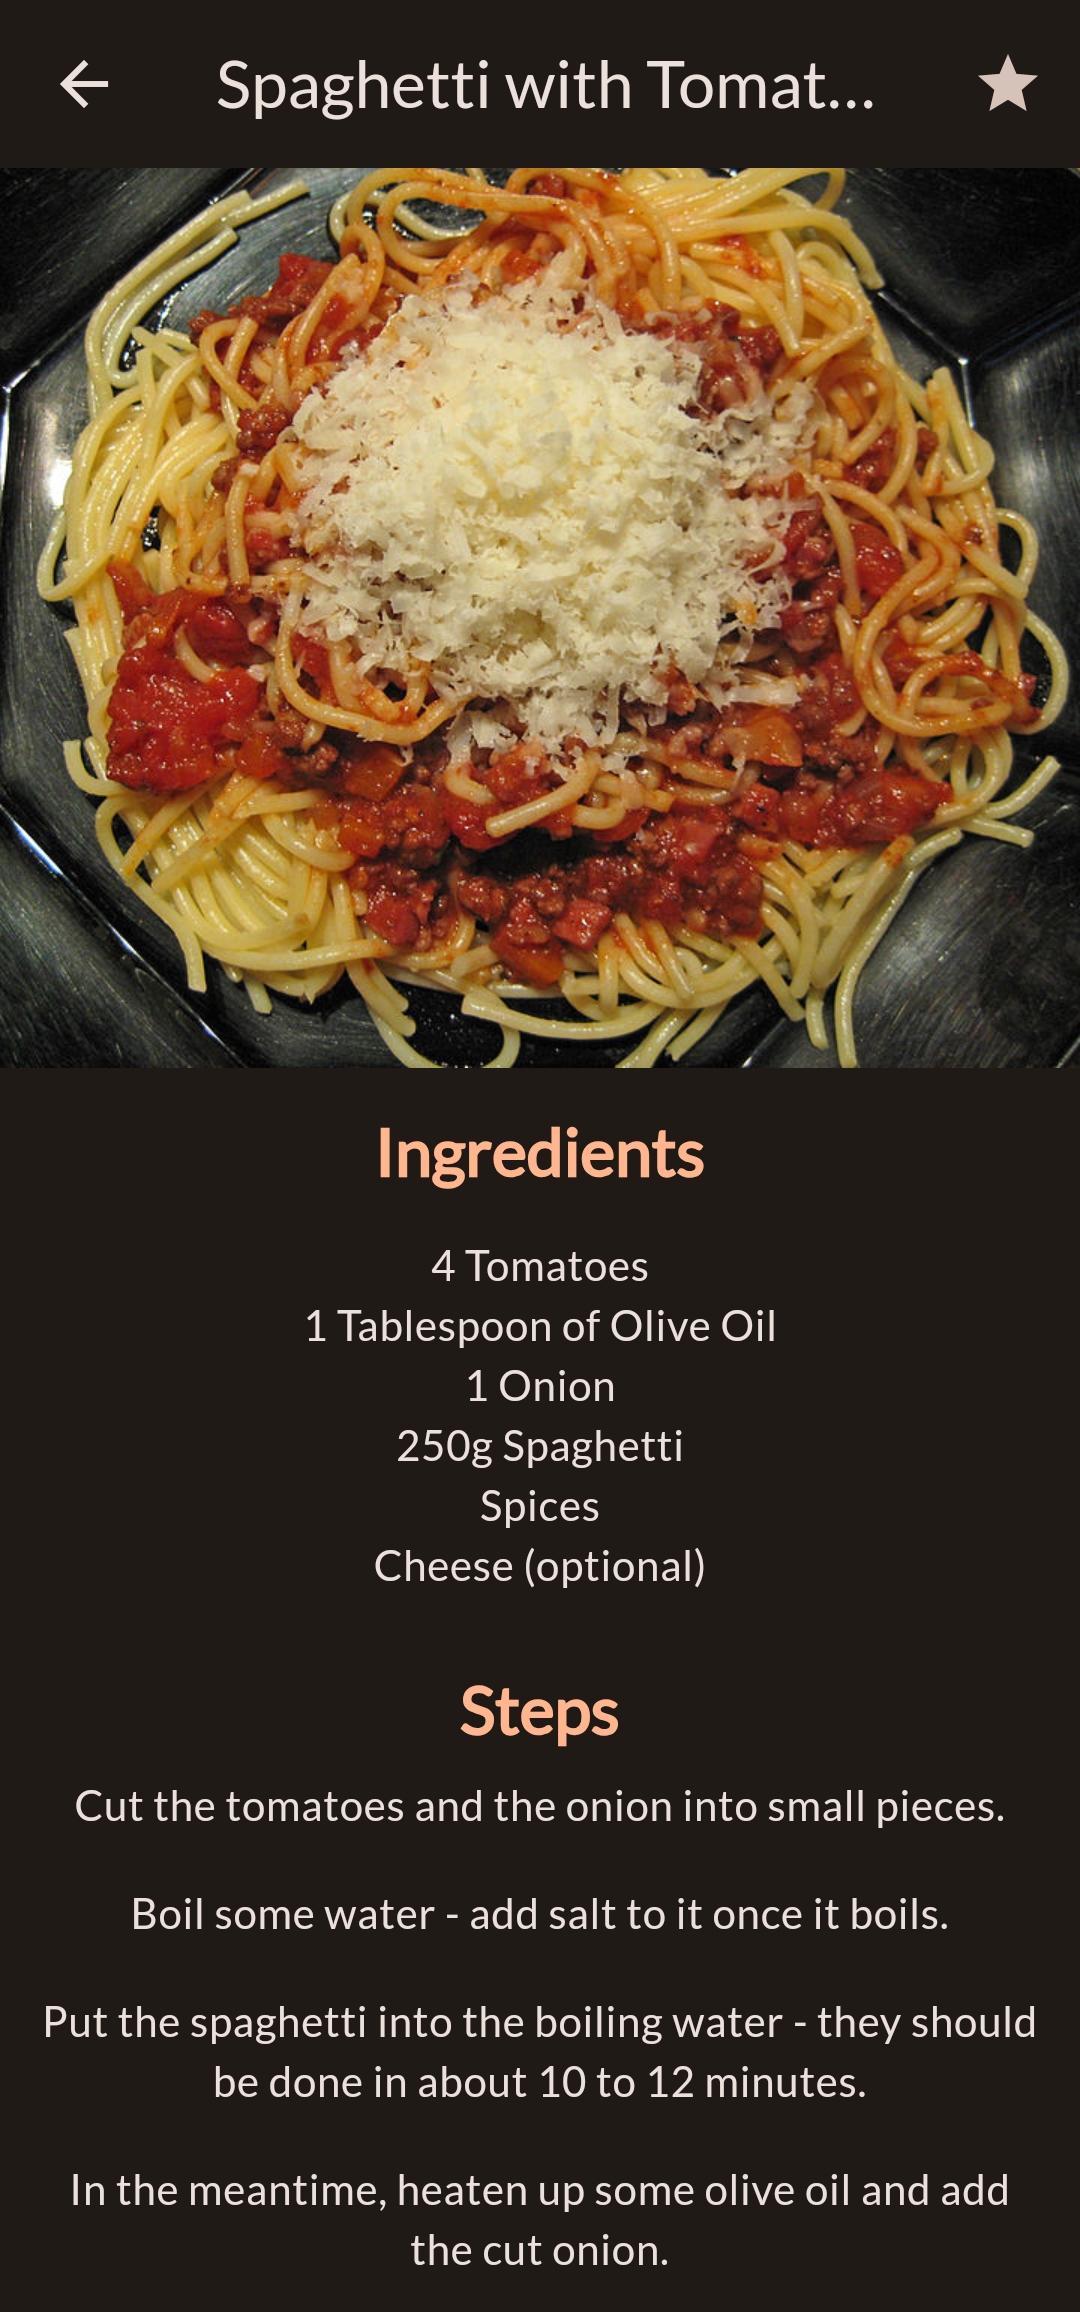 Spaghetti with Tomat...
Ingredients
4 Tomatoes
1 Tablespoon of Olive Oil
1 Onion
250g Spaghetti
Spices
Cheese (optional)
Steps
Cut the tomatoes and the onion into small pieces.
Boil some water - add salt to it once it boils.
Put the spaghetti into the boiling water - they should
be done in about 10 to 12 minutes.
In the meantime, heaten up some olive oil and add
the cut onion.